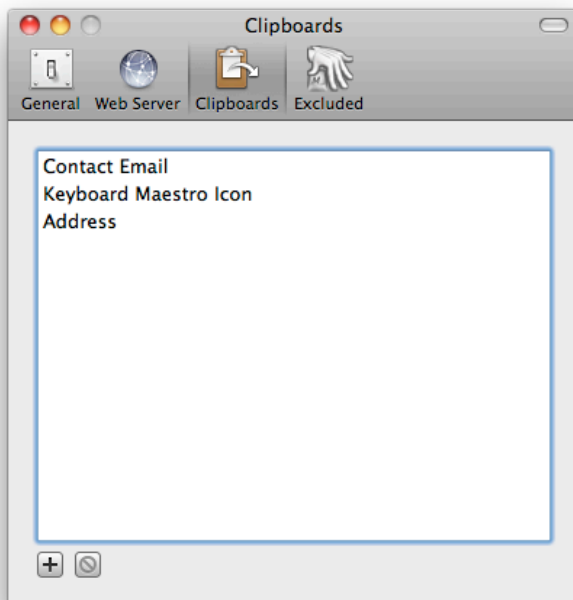 Clipboards
General Web Server Clipboards Excluded
Contact Email
Keyboard Maestro Icon
Address